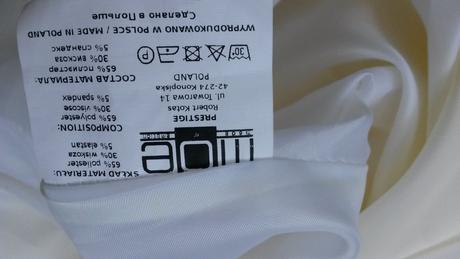 SKŁAD MATERIAŁU:
65% poliester
30% wiskoza
5% elastan
COMPOSITION:
65% polyester
30% viscose
5% spandex
СОСТАВ МАТЕРИАЛА:
65% полиэстер
30% вискоза
5% спандекс
moe
PRESTIGE
Robert Kotas
ul. Towarowa 14
42-274 Konopiska
POLAND
30°
P
WYPRODUKOWANO W POLSCE / MADE IN POLAND
Сделано в Польше